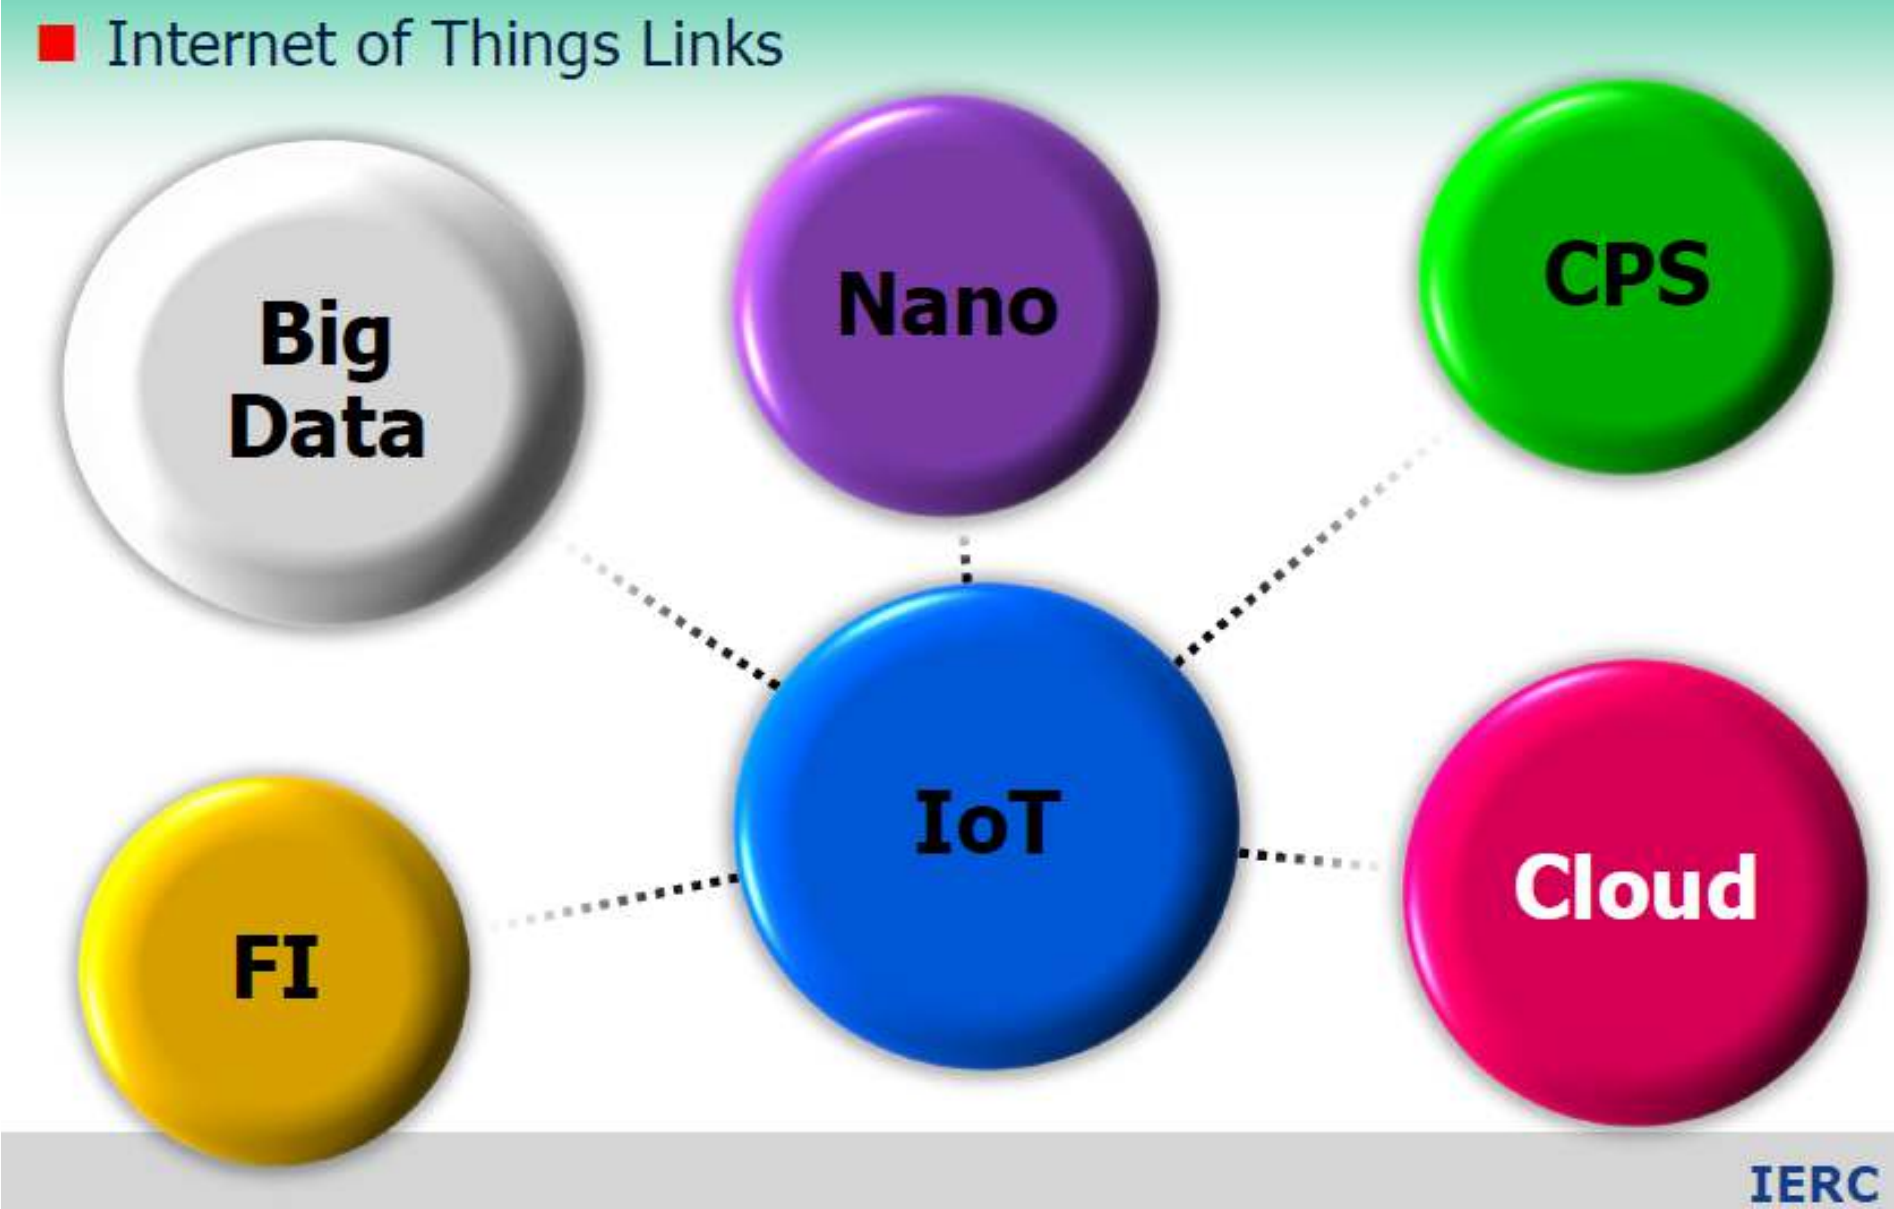 Internet of Things Links
Big
Data
Nano
CPS
IoT
FI
Cloud
IERC